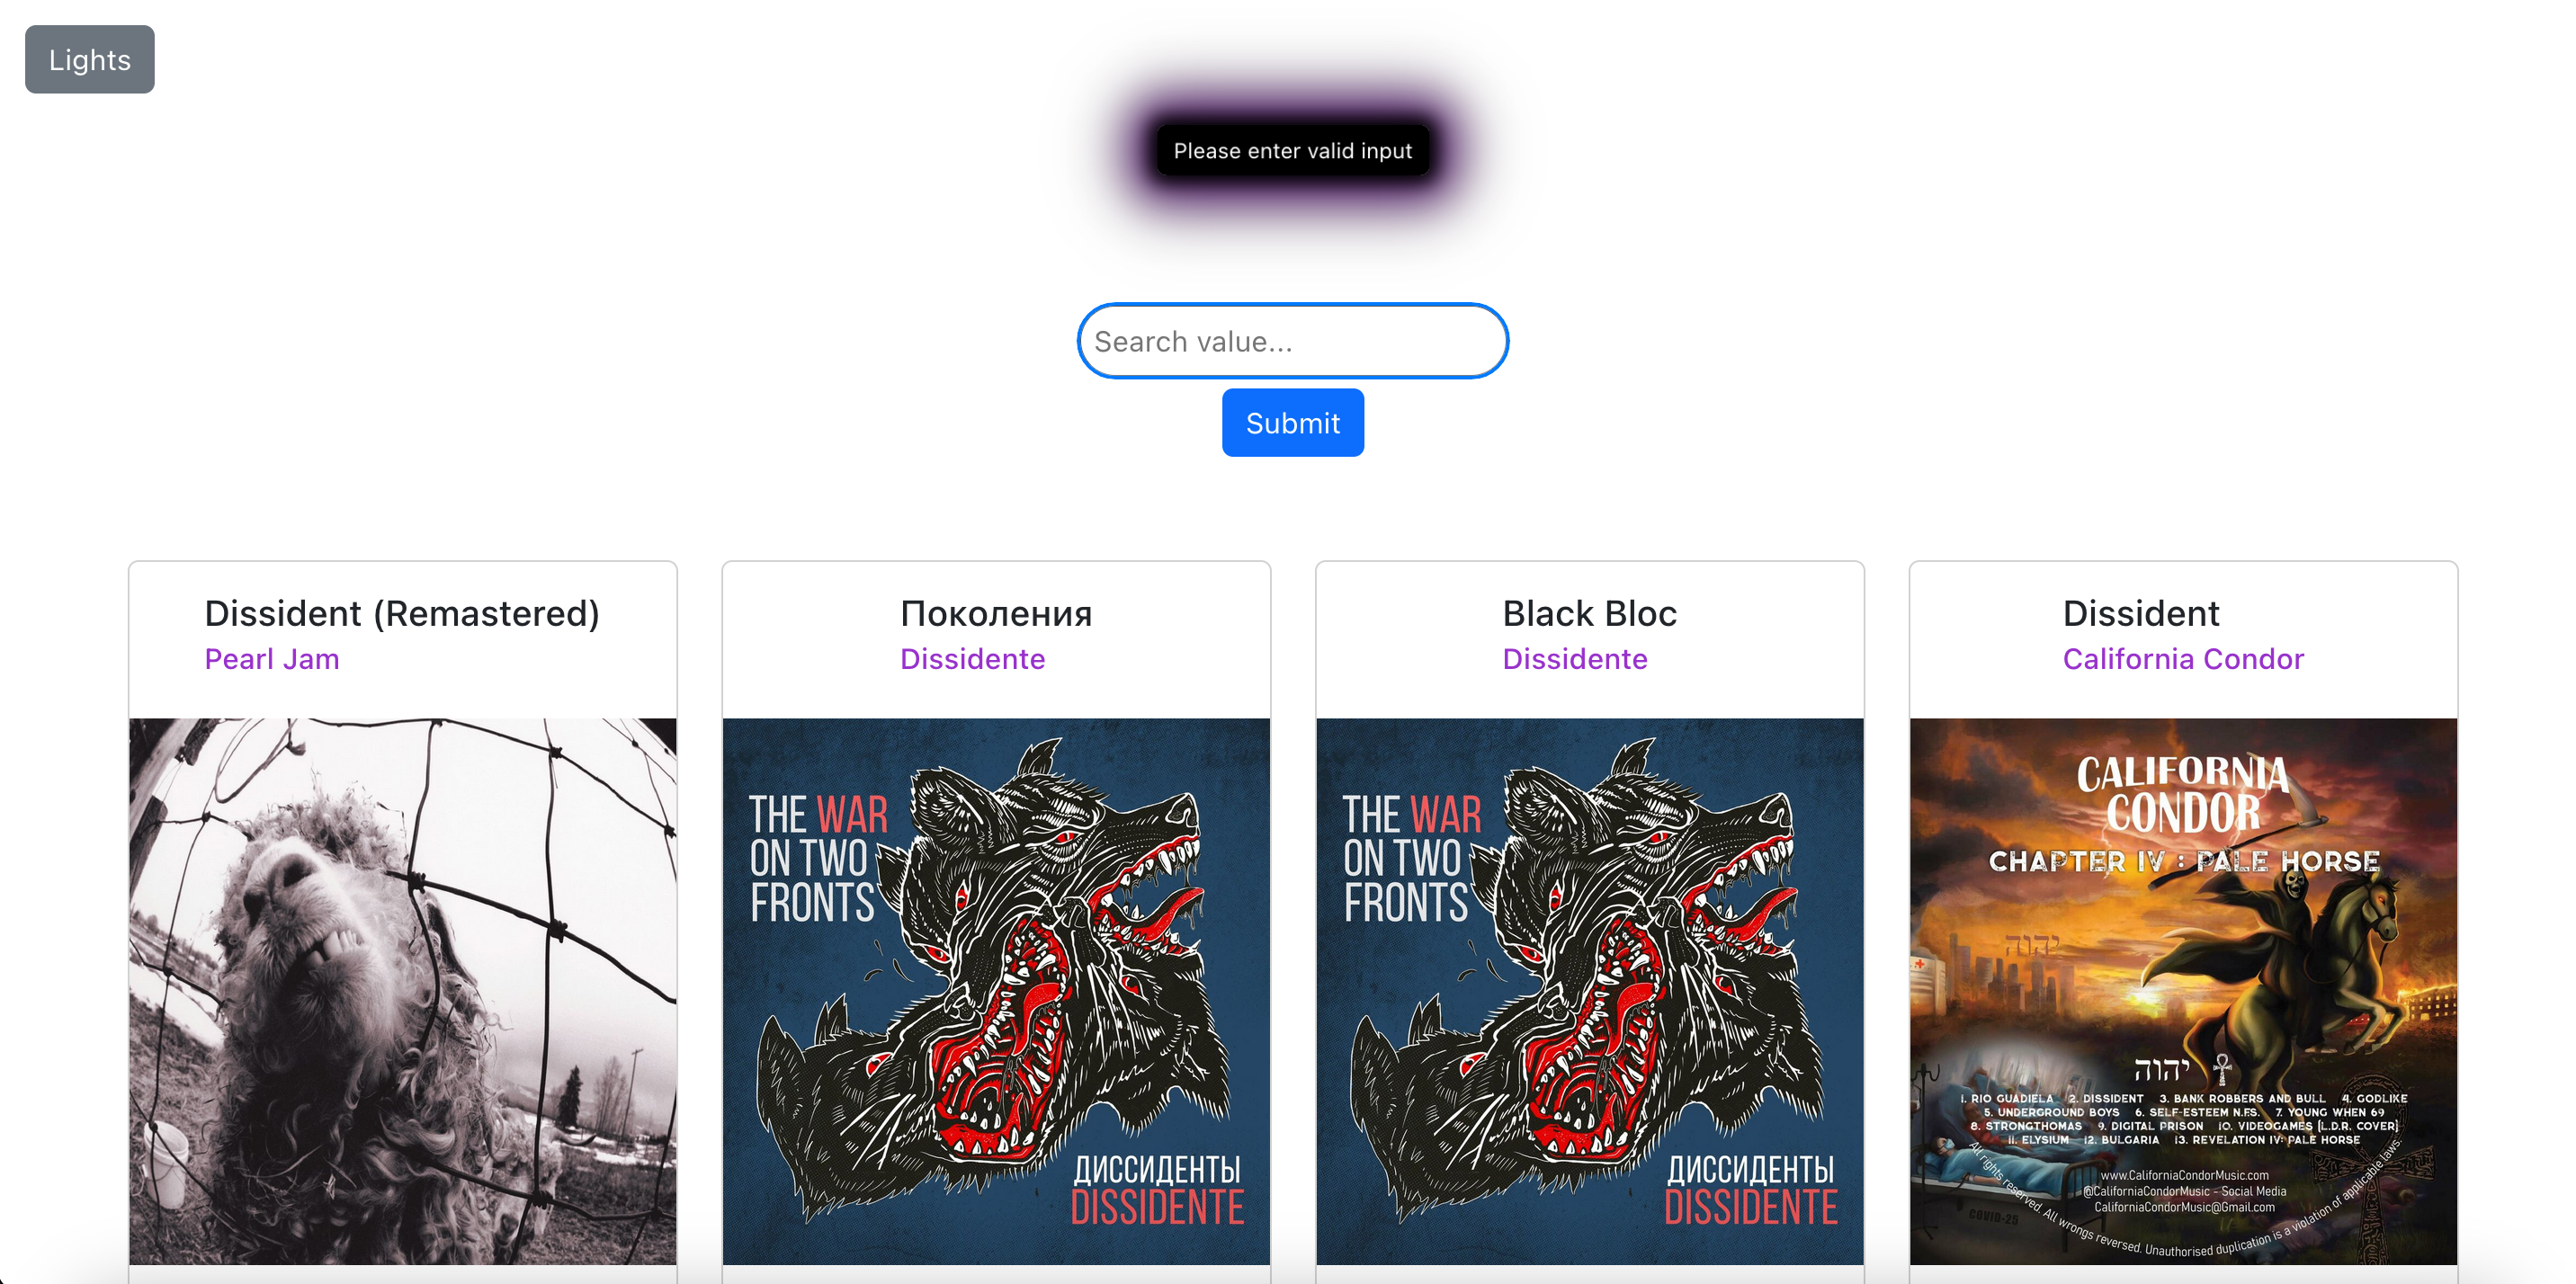 Lights
Please enter valid input
Search value...
Submit
Dissident (Remastered)
Pearl Jam
Поколения
Dissidente
Black Bloc
Dissidente
Dissident
California Condor
THE WAR
ON TWO
FRONTS
ДИССИДЕНТЫ
DISSIDENTE
THE WAR
ON TWO
FRONTS
ДИССИДЕНТЫ
DISSIDENTE
CALIFORNIA
CONDOR
CHAPTER IV : PALE HORSE
יהוה
יהוה
1. RIO GUADIELA 2. DISSIDENT 3. BANK ROBBERS AND BULL 4. GODLIKE
5. UNDERGROUND BOYS 6. SELF-ESTEEM N.F.S. 7. YOUNG WHEN 69
8. STRONGTHOMAS 9. DIGITAL PRISON 10. VIDEOGAMES (L.D.R. COVER)
11. ELYSIUM 12. BULGARIA 13. REVELATION IV: PALE HORSE
www.CaliforniaCondorMusic.com
@CaliforniaCondorMusic - Social Media
CaliforniaCondorMusic@Gmail.com
COVID-25
All rights reserved. All wrongs reversed. Unauthorised duplication is a violation of applicable laws.